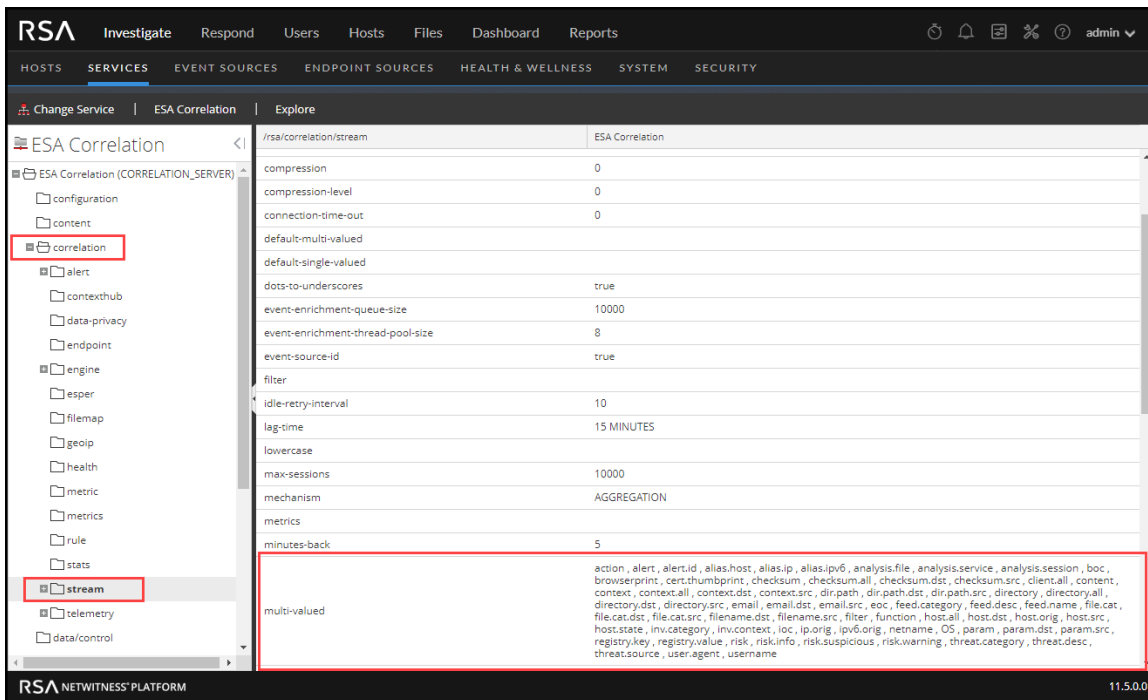 RSA Investigate Respond Users Hosts Files Dashboard Reports admin
HOSTS SERVICES EVENT SOURCES ENDPOINT SOURCES HEALTH & WELLNESS SYSTEM SECURITY
Change Service | ESA Correlation | Explore
ESA Correlation
ESA Correlation (CORRELATION_SERVER)
configuration
content
correlation
alert
contexthub
data-privacy
endpoint
engine
esper
filemap
geoip
health
metric
metrics
rule
stats
stream
telemetry
data/control
/rsa/correlation/stream ESA Correlation
compression 0
compression-level 0
connection-time-out 0
default-multi-valued
default-single-valued
dots-to-underscores true
event-enrichment-queue-size 10000
event-enrichment-thread-pool-size 8
event-source-id true
filter
idle-retry-interval 10
lag-time 15 MINUTES
lowercase
max-sessions 10000
mechanism AGGREGATION
metrics
minutes-back 5
multi-valued
action , alert , alert.id , alias.host , alias.ip , alias.ipv6 , analysis.file , analysis.service , analysis.session , boc ,
browserprint , cert.thumbprint , checksum , checksum.all , checksum.dst , checksum.src , client.all , content ,
context , context.all , context.dst , context.src , dir.path , dir.path.dst , dir.path.src , directory , directory.all ,
directory.dst , directory.src , email , email.dst , email.src , eoc , feed.category , feed.desc , feed.name , file.cat ,
file.cat.dst , file.cat.src , filename.dst , filename.src , filter , function , host.all , host.dst , host.orig , host.src ,
host.state , inv.category , inv.context , ioc , ip.orig , ipv6.orig , netname , OS , param , param.dst , param.src ,
registry.key , registry.value , risk , risk.info , risk.suspicious , risk.warning , threat.category , threat.desc ,
threat.source , user.agent , username
RSA NETWITNESS® PLATFORM 11.5.0.0